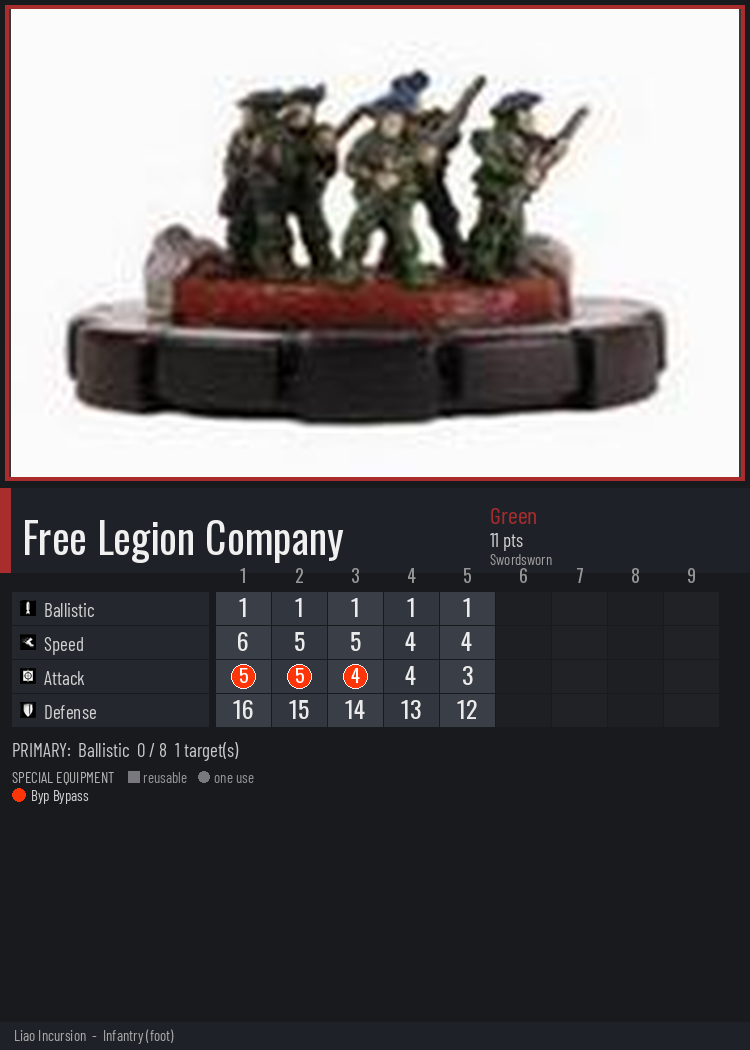 Free Legion Company
Green
11 pts
Swordsworn
1 2 3 4 5 6 7 8 9
Ballistic 1 1 1 1 1
Speed 6 5 5 4 4
Attack 5 5 4 4 3
Defense 16 15 14 13 12
PRIMARY: Ballistic 0 / 8 1 target(s)
SPECIAL EQUIPMENT reusable one use
Byp Bypass
Liao Incursion - Infantry (foot)